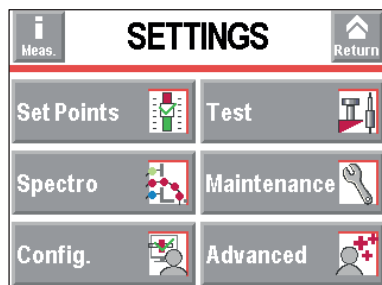 i
Meas.
SETTINGS
Return
Set Points
Test
Spectro
Maintenance
Config.
Advanced